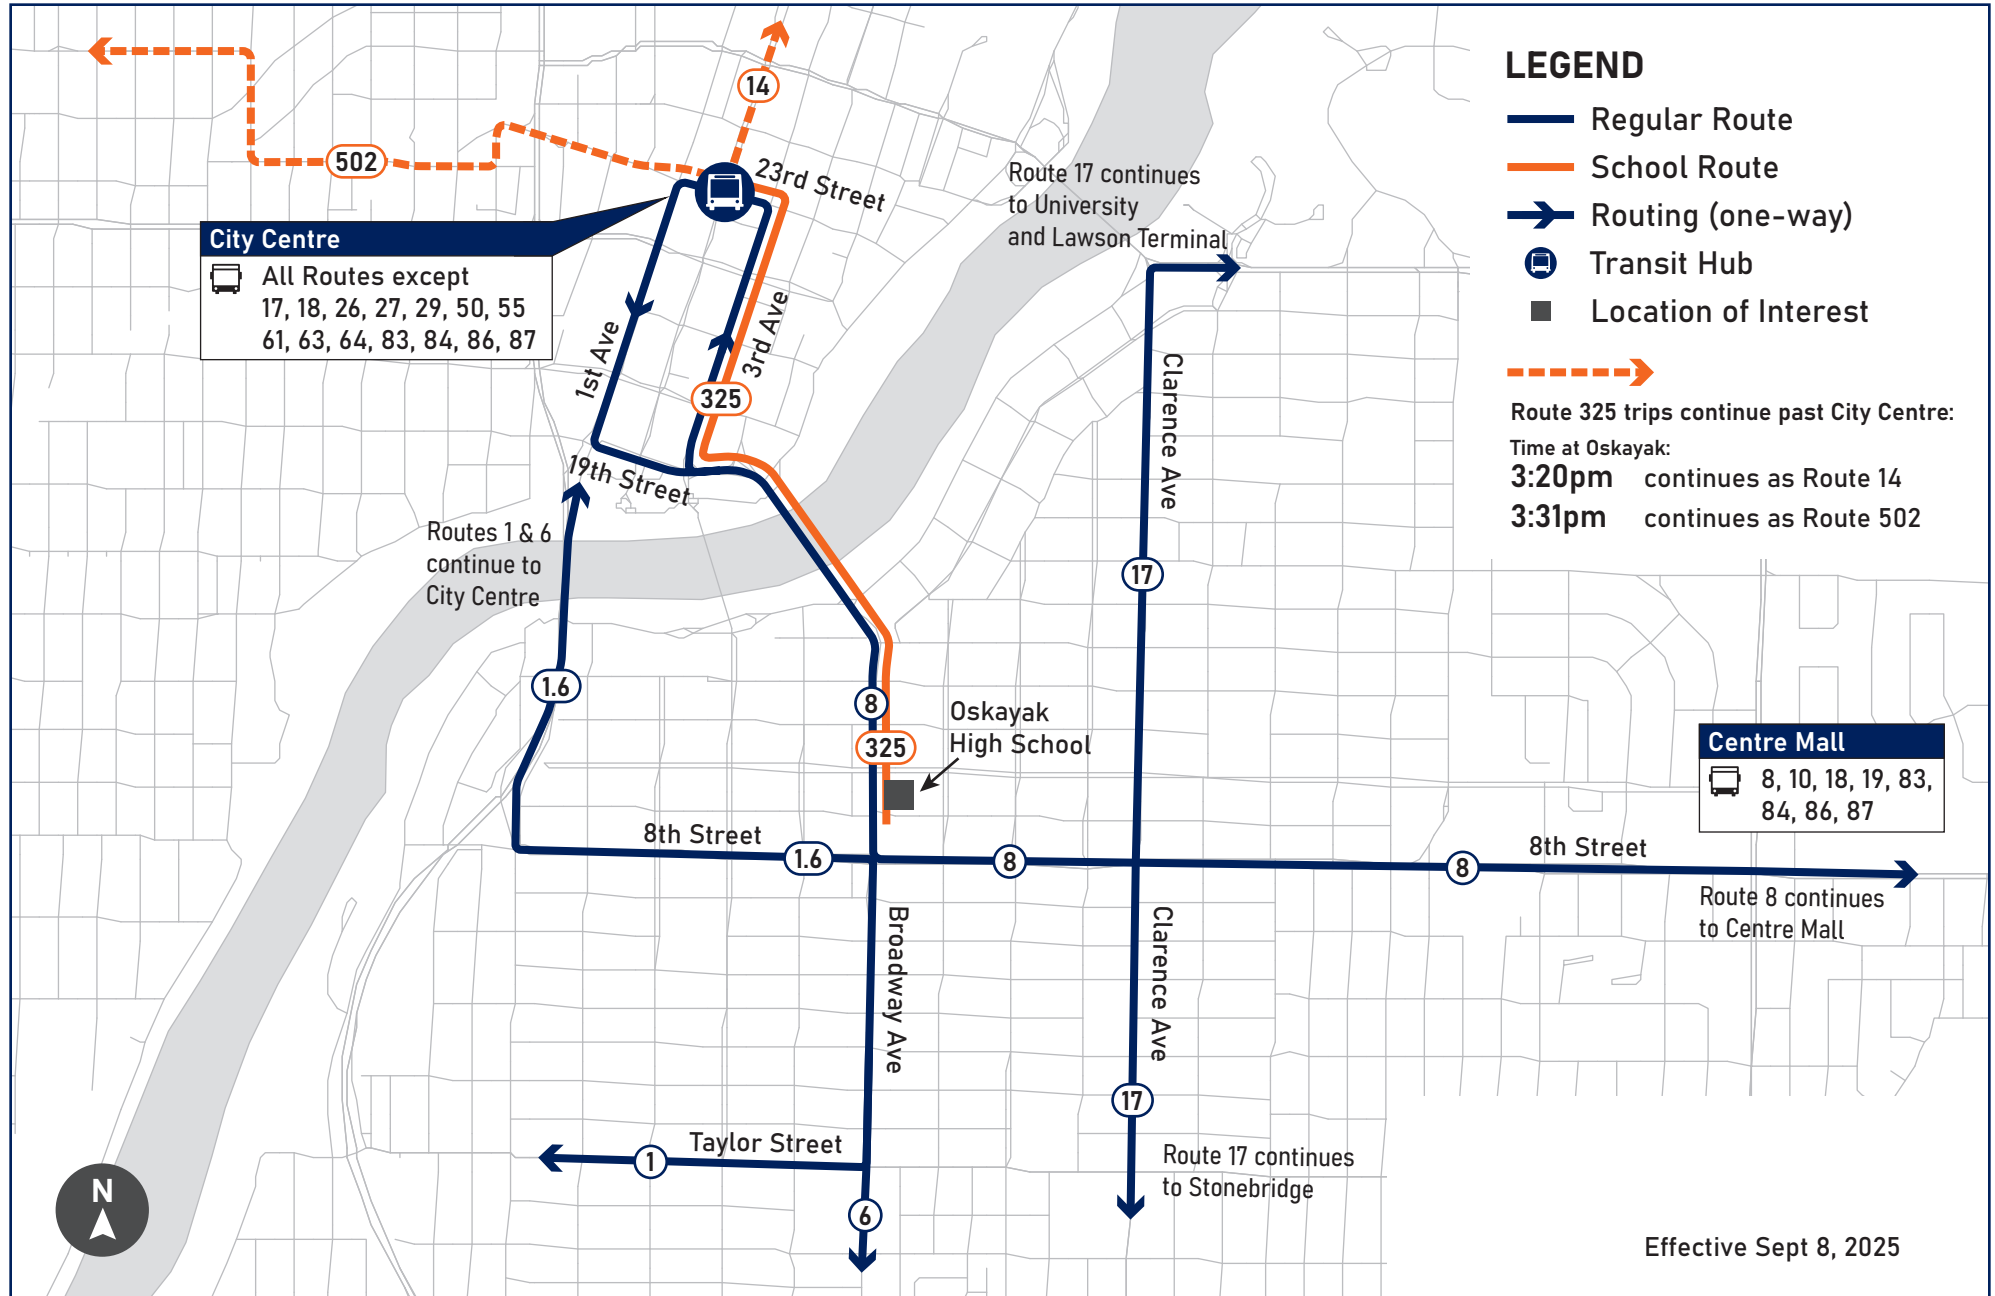 14
502
23rd Street
City Centre
All Routes except
17, 18, 26, 27, 29, 50, 55
61, 63, 64, 83, 84, 86, 87
1st Ave
3rd Ave
325
19th Street
Routes 1 & 6
continue to
City Centre
1.6
8
325
Oskayak
High School
8th Street
1.6
8
8
8th Street
Broadway Ave
Taylor Street
1
6
Route 17 continues
to University
and Lawson Terminal
Clarence Ave
17
Clarence Ave
17
Route 17 continues
to Stonebridge
LEGEND
Regular Route
School Route
Routing (one-way)
Transit Hub
Location of Interest
Route 325 trips continue past City Centre:
Time at Oskayak:
3:20pm continues as Route 14
3:31pm continues as Route 502
Centre Mall
8, 10, 18, 19, 83,
84, 86, 87
Route 8 continues
to Centre Mall
N
Effective Sept 8, 2025